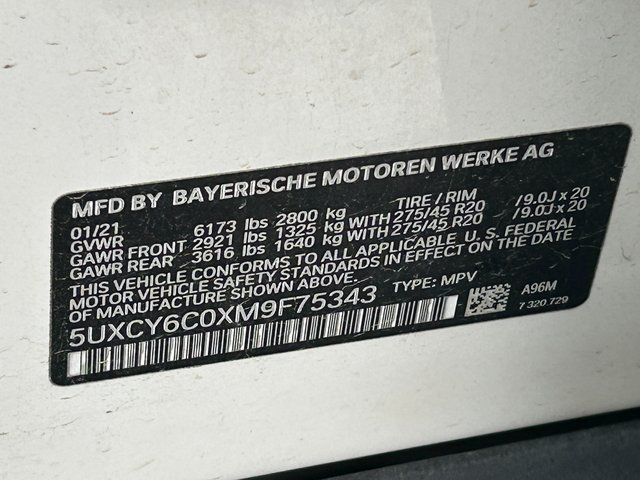 MFD BY BAYERISCHE MOTOREN WERKE AG
01/21 TIRE / RIM
GVWR 6173 lbs 2800 kg
GAWR FRONT 2921 lbs 1325 kg WITH 275/45 R20 /9.0J x 20
GAWR REAR 3616 lbs 1640 kg WITH 275/45 R20 /9.0J x 20
THIS VEHICLE CONFORMS TO ALL APPLICABLE U.S. FEDERAL
MOTOR VEHICLE SAFETY STANDARDS IN EFFECT ON THE DATE
OF MANUFACTURE SHOWN ABOVE.
5UXCY6C0XM9F75343 TYPE: MPV A96M
7 320 729